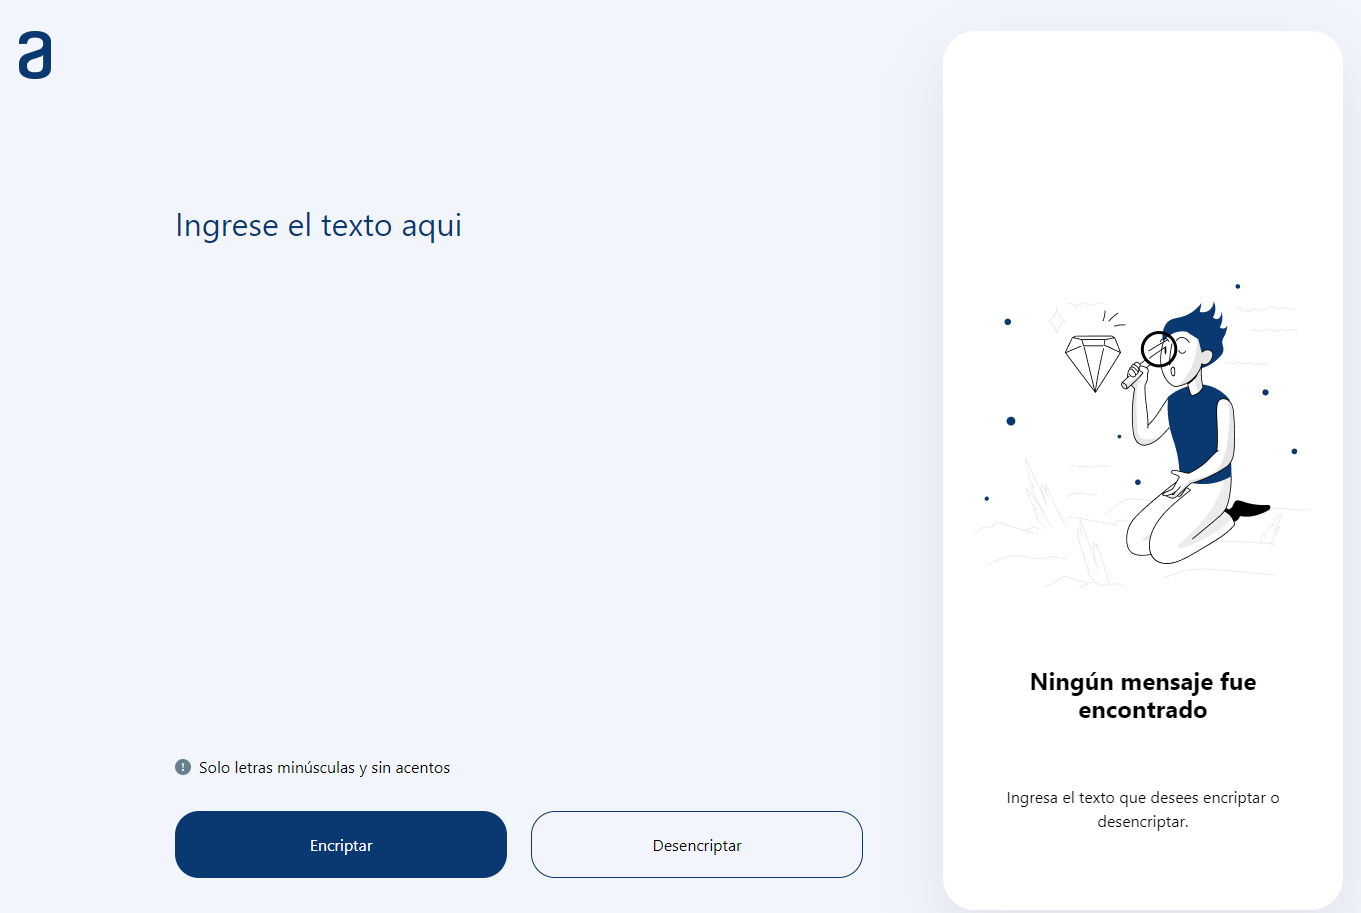 a
Ingrese el texto aqui
Solo letras minúsculas y sin acentos
Encriptar
Desencriptar
Ningún mensaje fue
encontrado
Ingresa el texto que desees encriptar o
desencriptar.